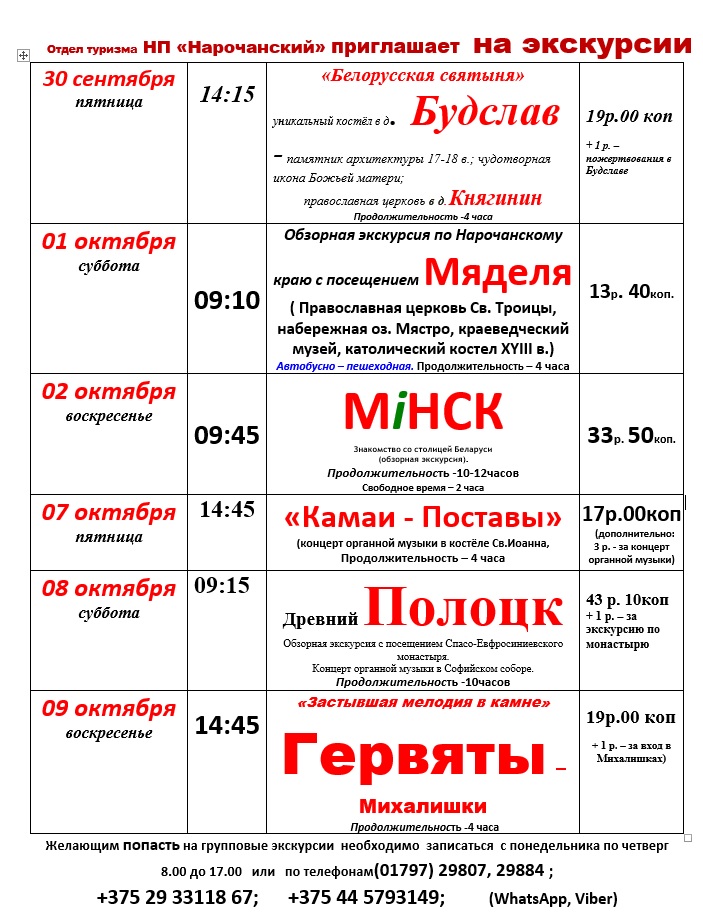 Отдел туризма НП «Нарочанский» приглашает на экскурсии
30 сентября
пятница
14:15
«Белорусская святыня»
уникальный костёл в д. Будслав
– памятник архитектуры 17-18 в.; чудотворная
икона Божьей матери;
православная церковь в д.Княгинин
Продолжительность -4 часа
19р.00 коп
+ 1 р. –
пожертвования в
Будславе
01 октября
суббота
09:10
Обзорная экскурсия по Нарочанскому
краю с посещением Мяделя
( Православная церковь Св. Троицы,
набережная оз. Мястро, краеведческий
музей, католический костел XYIII в.)
Автобусно – пешеходная. Продолжительность – 4 часа
13р. 40коп.
02 октября
воскресенье
09:45
МіНСК
Знакомство со столицей Беларуси
(обзорная экскурсия).
Продолжительность -10-12часов
Свободное время – 2 часа
33р. 50коп.
07 октября
пятница
14:45
«Камаи - Поставы»
(концерт органной музыки в костёле Св.Иоанна,
Продолжительность – 4 часа
17р.00коп
(дополнительно:
3 р. - за концерт
органной музыки)
08 октября
суббота
09:15
Древний Полоцк
Обзорная экскурсия с посещением Спасо-Евфросиниевского
монастыря.
Концерт органной музыки в Софийском соборе.
Продолжительность -10часов
43 р. 10коп
+ 1 р. – за
экскурсию по
монастырю
09 октября
воскресенье
14:45
«Застывшая мелодия в камне»
Гервяты –
Михалишки
Продолжительность -4 часа
19р.00 коп
+ 1 р. – за вход в
Михалишках)
Желающим попасть на групповые экскурсии необходимо записаться с понедельника по четверг
8.00 до 17.00 или по телефонам(01797) 29807, 29884 ;
+375 29 33118 67; +375 44 5793149; (WhatsApp, Viber)